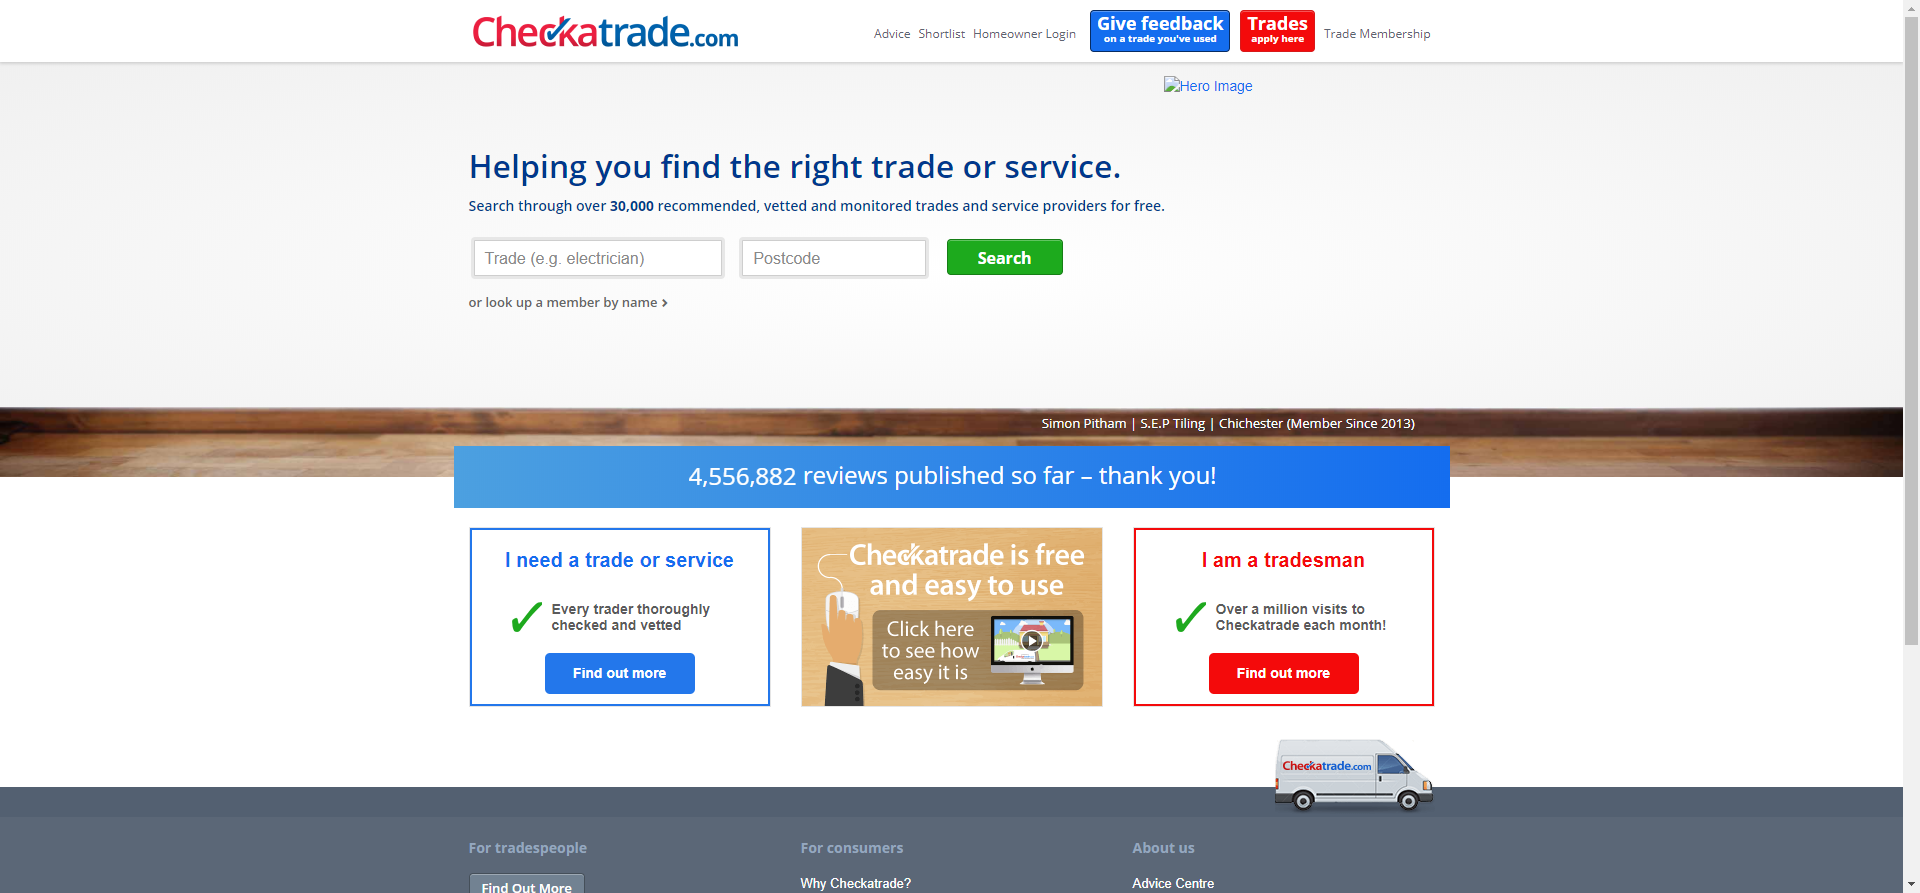 Checkatrade.com
Advice Shortlist Homeowner Login
Give feedback
on a trade you've used
Trades
apply here
Trade Membership
Hero Image
Helping you find the right trade or service.
Search through over 30,000 recommended, vetted and monitored trades and service providers for free.
Trade (e.g. electrician)
Postcode
Search
or look up a member by name
Simon Pitham | S.E.P Tiling | Chichester (Member Since 2013)
4,556,882 reviews published so far – thank you!
I need a trade or service
Every trader thoroughly
checked and vetted
Find out more
Checkatrade is free
and easy to use
Click here
to see how
easy it is
I am a tradesman
Over a million visits to
Checkatrade each month!
Find out more
Checkatrade.com
For tradespeople
Find Out More
For consumers
Why Checkatrade?
About us
Advice Centre